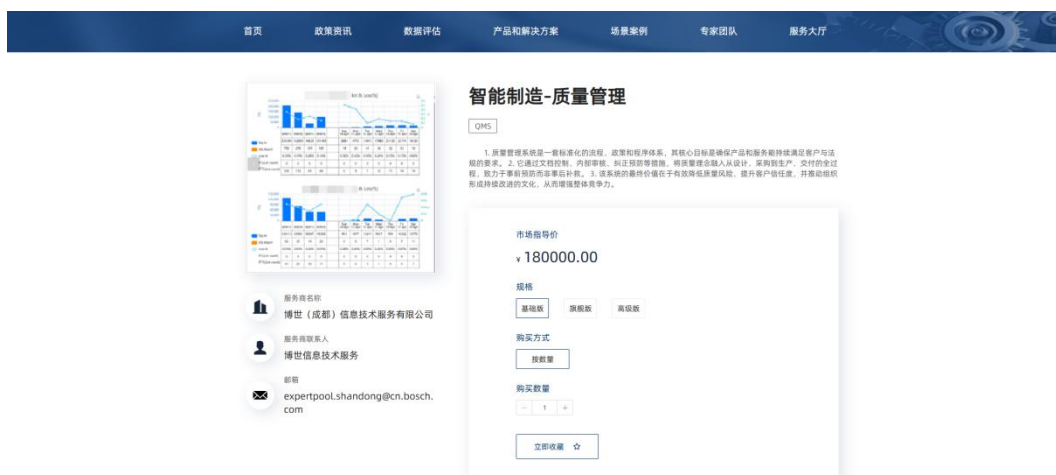 首页 政策资讯 数据评估 产品和解决方案 场景案例 专家团队 服务大厅
智能制造-质量管理
QMS
1. 质量管理系统是一套标准化的流程、政策和程序体系，其核心目标是确保产品和服务能持续满足客户与法
规的要求。 2. 它通过文档控制、内部审核、纠正预防等措施，将质量理念融入从设计、采购到生产、交付的全过
程，致力于事前预防而非事后补救。 3. 该系统的最终价值在于有效降低质量风险、提升客户信任度，并推动组织
形成持续改进的文化，从而增强整体竞争力。
市场指导价
¥ 180000.00
规格
基础版 旗舰版 高级版
购买方式
按数量
购买数量
- 1 +
立即收藏
服务商名称
博世（成都）信息技术服务有限公司
服务商联系人
博世信息技术服务
邮箱
expertpool.shandong@cn.bosch.
com